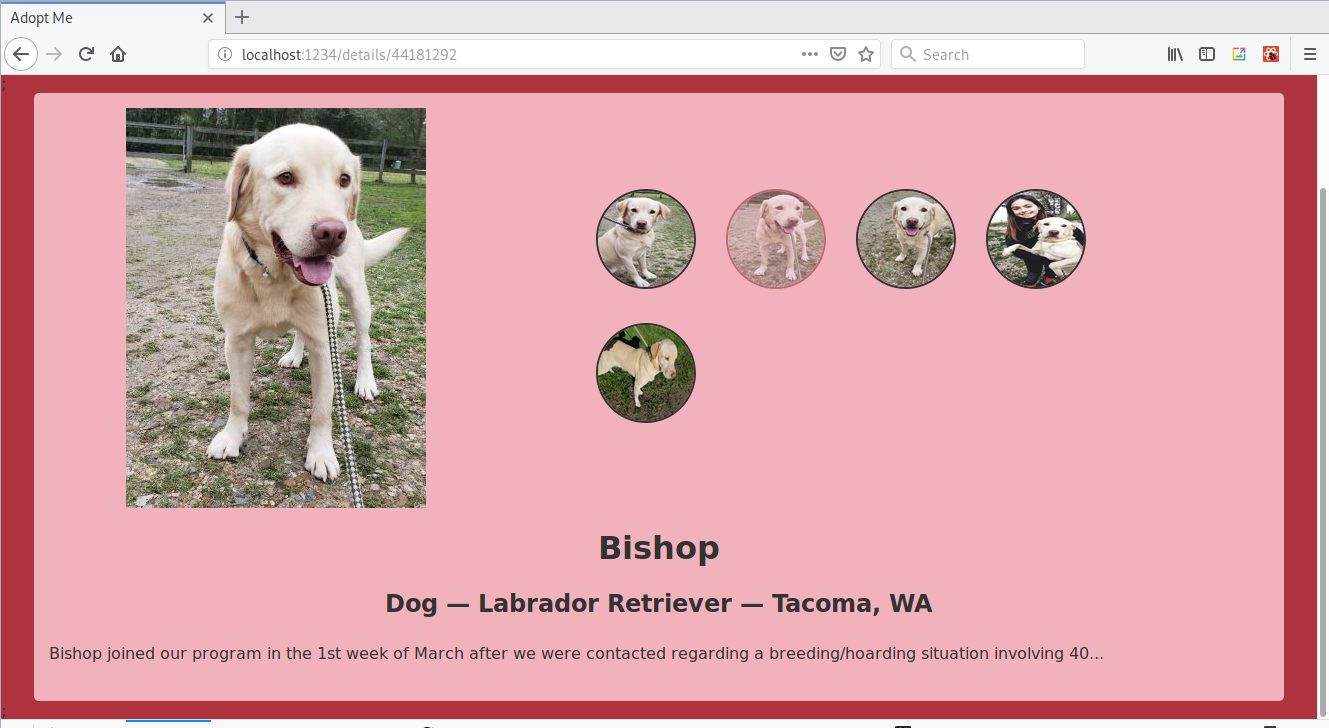 Adopt Me
localhost:1234/details/44181292
Search
;
Bishop
Dog — Labrador Retriever — Tacoma, WA
Bishop joined our program in the 1st week of March after we were contacted regarding a breeding/hoarding situation involving 40...
;